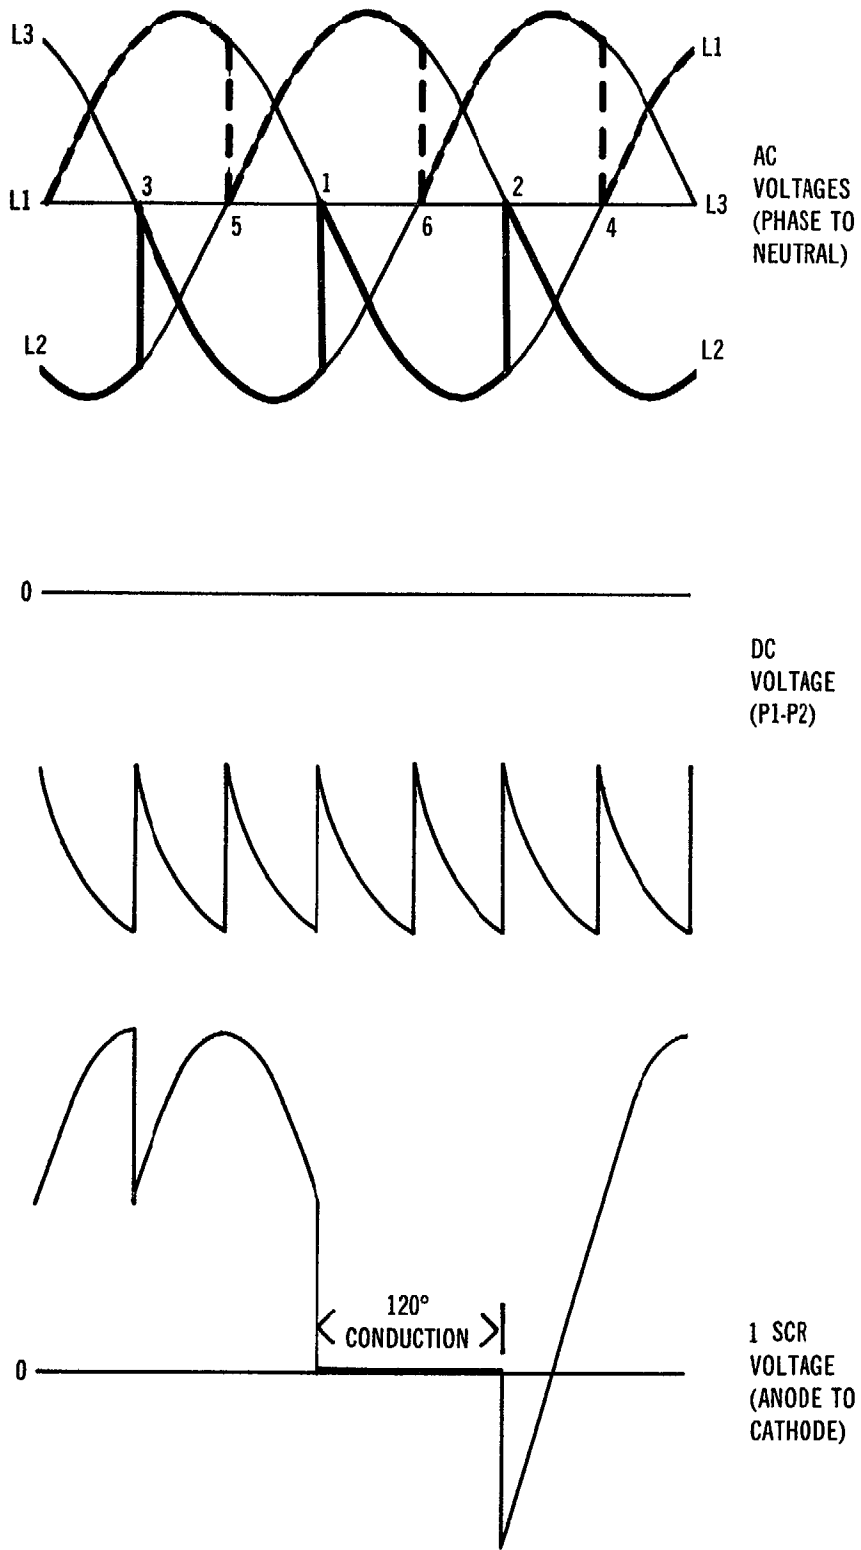 L3
L1
AC
VOLTAGES
(PHASE TO
NEUTRAL)
3
1
2
L1
L3
5
6
4
L2
L2
0
DC
VOLTAGE
(P1-P2)
120°
CONDUCTION
1 SCR
VOLTAGE
(ANODE TO
CATHODE)
0